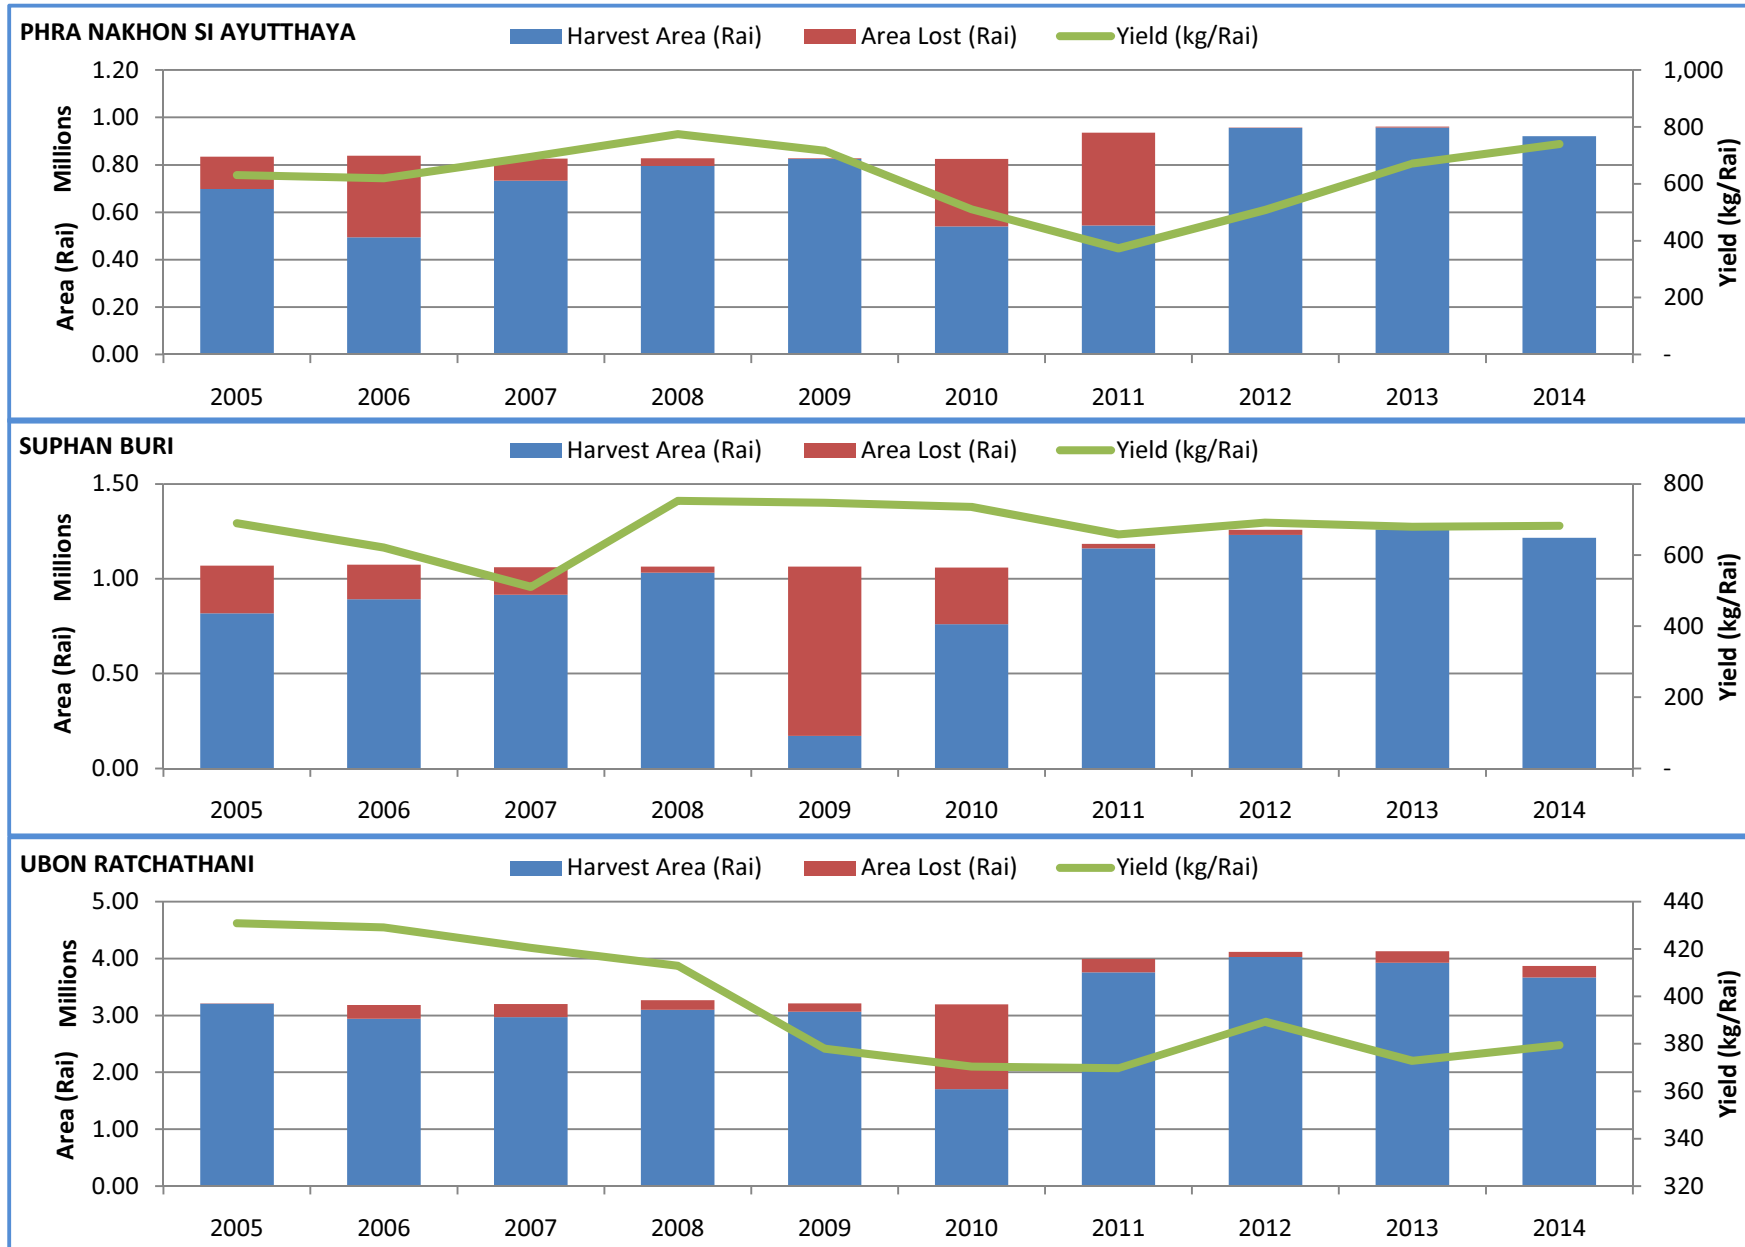 PHRA NAKHON SI AYUTTHAYA
Harvest Area (Rai) Area Lost (Rai) Yield (kg/Rai)
Area (Rai) Millions
1.20
1.00
0.80
0.60
0.40
0.20
0.00
1,000
800
600
400
200
-
Yield (kg/Rai)
2005 2006 2007 2008 2009 2010 2011 2012 2013 2014
SUPHAN BURI
Harvest Area (Rai) Area Lost (Rai) Yield (kg/Rai)
Area (Rai) Millions
1.50
1.00
0.50
0.00
800
600
400
200
-
Yield (kg/Rai)
2005 2006 2007 2008 2009 2010 2011 2012 2013 2014
UBON RATCHATHANI
Harvest Area (Rai) Area Lost (Rai) Yield (kg/Rai)
Area (Rai) Millions
5.00
4.00
3.00
2.00
1.00
0.00
440
420
400
380
360
340
320
Yield (kg/Rai)
2005 2006 2007 2008 2009 2010 2011 2012 2013 2014